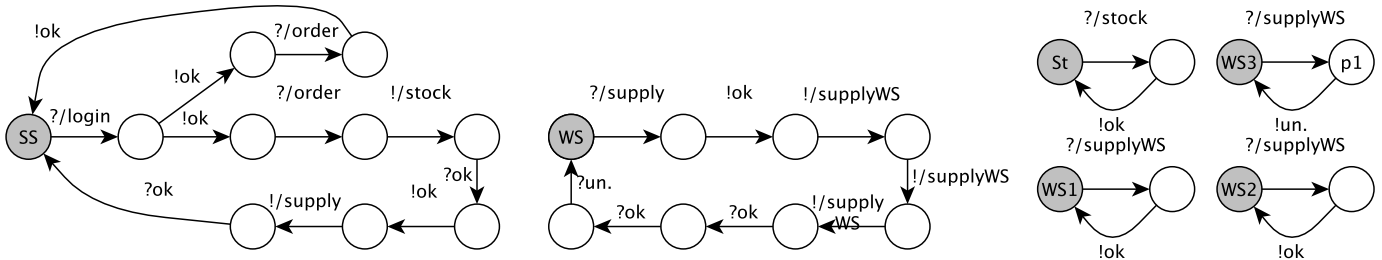 !ok
?/order
!ok
?/login
!ok
?/order
!/stock
SS
?ok
?ok
!/supply
!ok
?/supply
!ok
!/supplyWS
WS
!/supplyWS
?un.
?ok
?ok
!/supply
WS
?/stock
St
!ok
?/supplyWS
WS3
p1
!un.
?/supplyWS
WS1
!ok
?/supplyWS
WS2
!ok